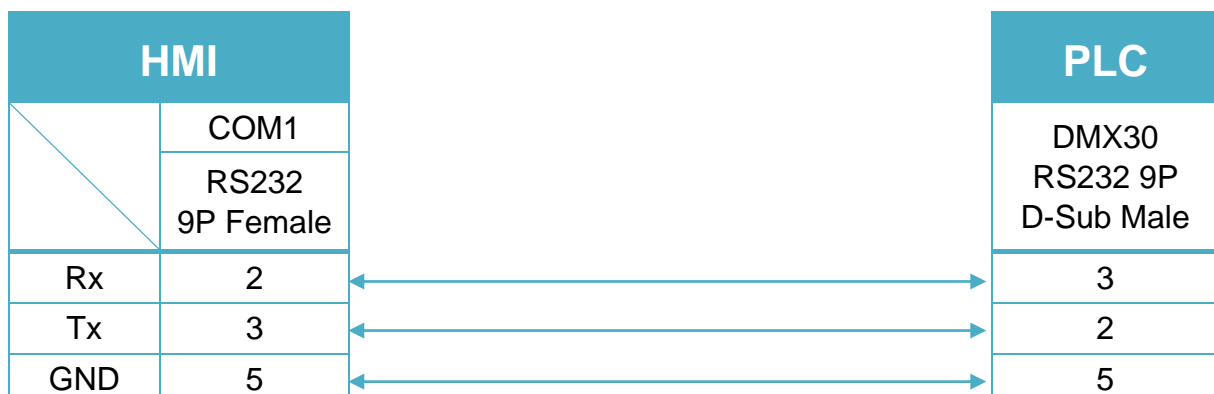 HMI
PLC
COM1
RS232
9P Female
DMX30
RS232 9P
D-Sub Male
Rx 2 3
Tx 3 2
GND 5 5